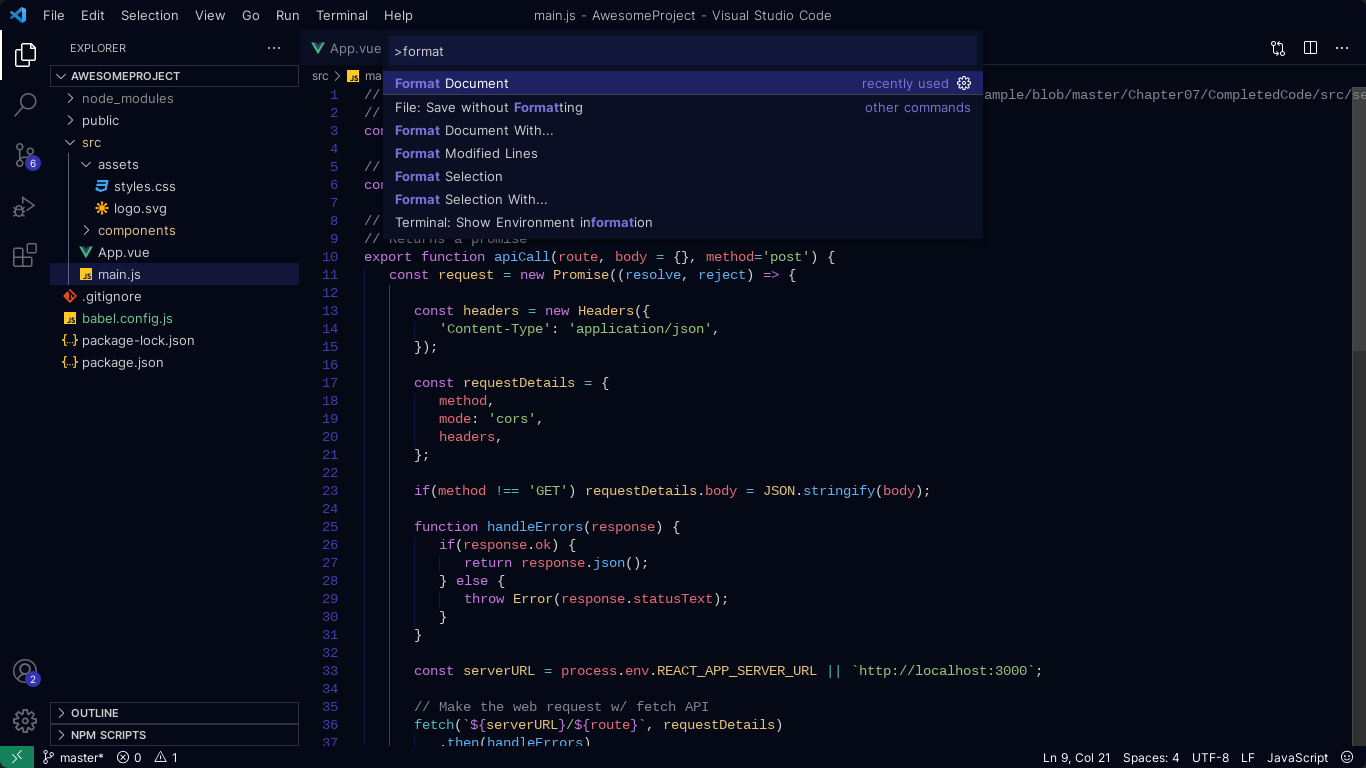 File Edit Selection View Go Run Terminal Help main.js - AwesomeProject - Visual Studio Code
EXPLORER
AWESOMEPROJECT
node_modules
public
src
assets
styles.css
logo.svg
components
App.vue
main.js
.gitignore
babel.config.js
package-lock.json
package.json
OUTLINE
NPM SCRIPTS
6
2
App.vue
>format
src
Format Document recently used
File: Save without Formatting other commands
Format Document With...
Format Modified Lines
Format Selection
Format Selection With...
Terminal: Show Environment information
1 // ample/blob/master/Chapter07/CompletedCode/src/se
2 //
3 con
4
5 //
6 con
7
8 //
9 // Returns a promise
10 export function apiCall(route, body = {}, method='post') {
11 const request = new Promise((resolve, reject) => {
12
13 const headers = new Headers({
14 'Content-Type': 'application/json',
15 });
16
17 const requestDetails = {
18 method,
19 mode: 'cors',
20 headers,
21 };
22
23 if(method !== 'GET') requestDetails.body = JSON.stringify(body);
24
25 function handleErrors(response) {
26 if(response.ok) {
27 return response.json();
28 } else {
29 throw Error(response.statusText);
30 }
31 }
32
33 const serverURL = process.env.REACT_APP_SERVER_URL || `http://localhost:3000`;
34
35 // Make the web request w/ fetch API
36 fetch(`${serverURL}/${route}`, requestDetails)
37 .then(handleErrors)
master* 0 1 Ln 9, Col 21 Spaces: 4 UTF-8 LF JavaScript